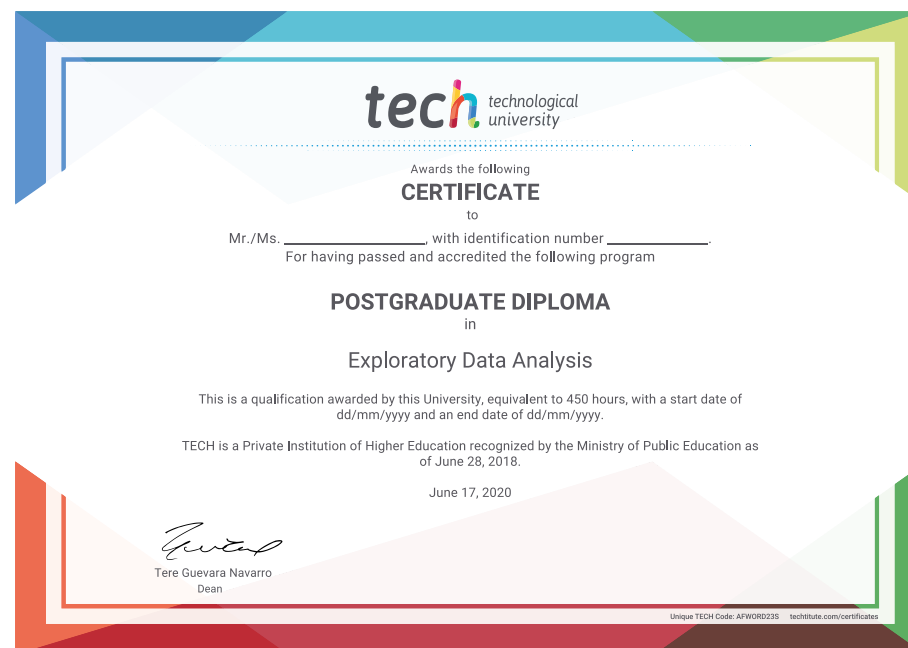 tech technological
university
Awards the following
CERTIFICATE
to
Mr./Ms. ____________________, with identification number ______________.
For having passed and accredited the following program
POSTGRADUATE DIPLOMA
in
Exploratory Data Analysis
This is a qualification awarded by this University, equivalent to 450 hours, with a start date of
dd/mm/yyyy and an end date of dd/mm/yyyy.
TECH is a Private Institution of Higher Education recognized by the Ministry of Public Education as
of June 28, 2018.
June 17, 2020
Tere Guevara Navarro
Dean
Unique TECH Code: AFWORD23S techtitute.com/certificates